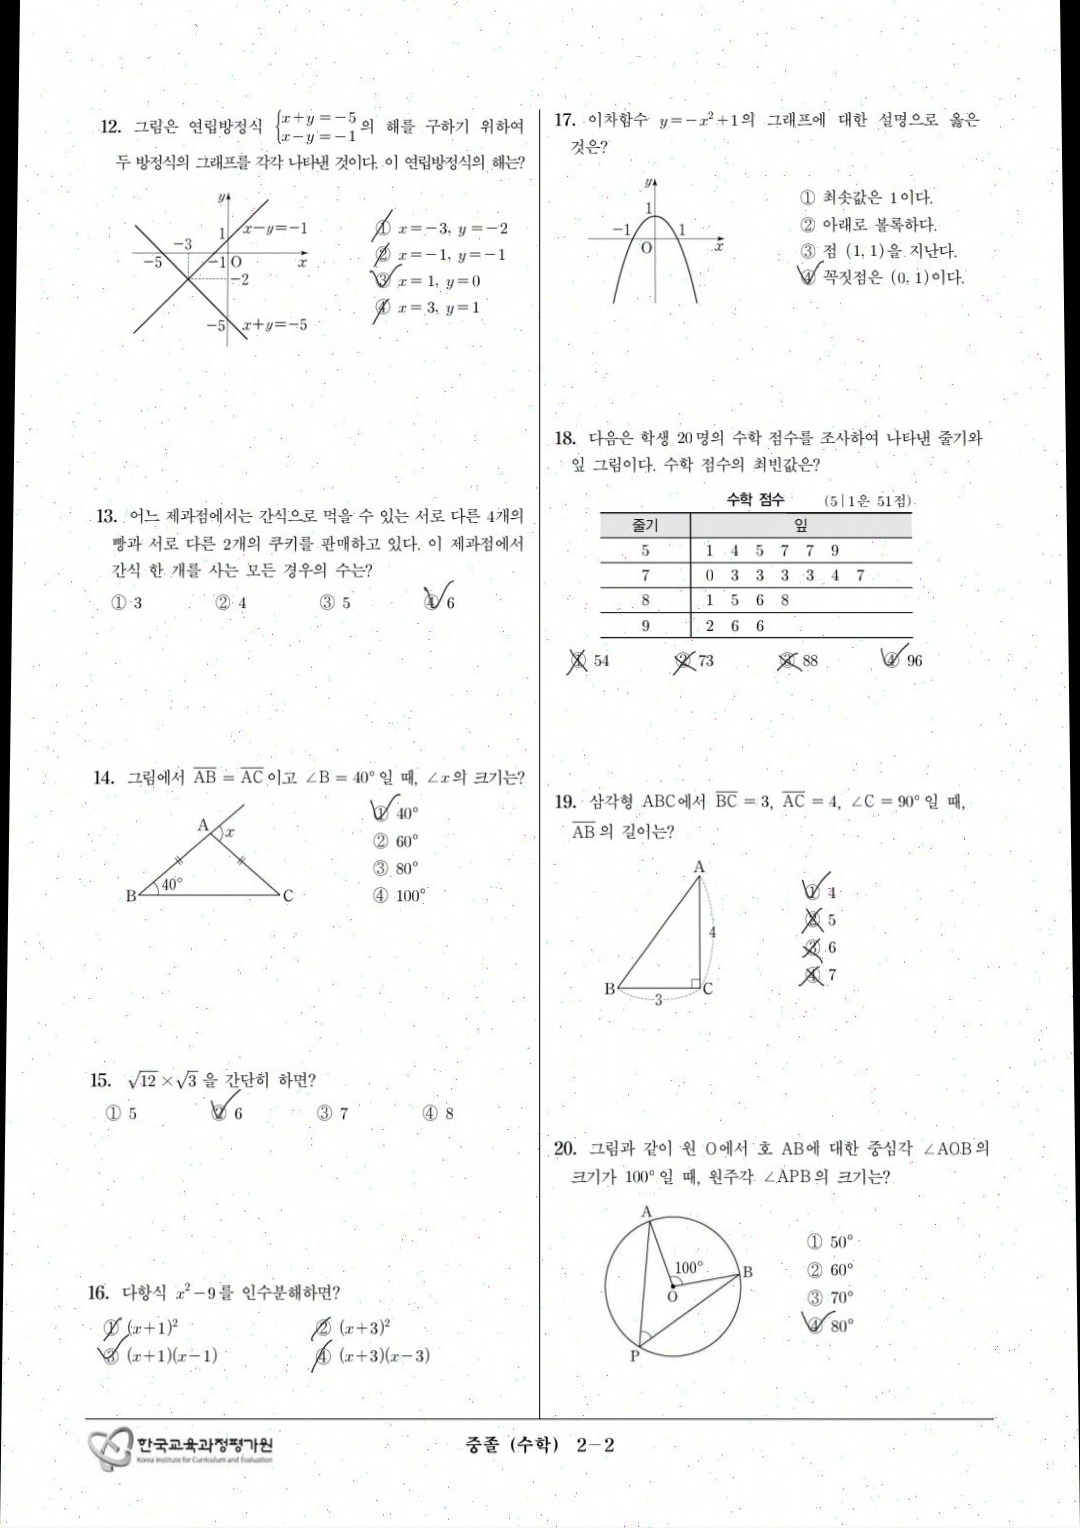 12. 그림은 연립방정식 {x+y=-5 x-y=-1 의 해를 구하기 위하여
두 방정식의 그래프를 각각 나타낸 것이다. 이 연립방정식의 해는?
y
1
x-y=-1
-3
-5
-1
O
x
-2
-5
x+y=-5
① x=-3, y=-2
② x=-1, y=-1
③ x=1, y=0
④ x=3, y=1
13. 어느 제과점에서는 간식으로 먹을 수 있는 서로 다른 4개의
빵과 서로 다른 2개의 쿠키를 판매하고 있다. 이 제과점에서
간식 한 개를 사는 모든 경우의 수는?
① 3 ② 4 ③ 5 ④ 6
14. 그림에서 AB = AC 이고 ∠B = 40° 일 때, ∠x의 크기는?
A
x
40°
B
C
① 40°
② 60°
③ 80°
④ 100°
15. √12 × √3 을 간단히 하면?
① 5 ② 6 ③ 7 ④ 8
16. 다항식 x²-9를 인수분해하면?
① (x+1)² ② (x+3)²
③ (x+1)(x-1) ④ (x+3)(x-3)
17. 이차함수 y=-x²+1의 그래프에 대한 설명으로 옳은
것은?
y
1
-1
1
O
x
① 최솟값은 1이다.
② 아래로 볼록하다.
③ 점 (1, 1)을 지난다.
④ 꼭짓점은 (0, 1)이다.
18. 다음은 학생 20명의 수학 점수를 조사하여 나타낸 줄기와
잎 그림이다. 수학 점수의 최빈값은?
수학 점수 (5|1은 51점)
줄기 잎
5 1 4 5 7 7 9
7 0 3 3 3 3 4 7
8 1 5 6 8
9 2 6 6
① 54 ② 73 ③ 88 ④ 96
19. 삼각형 ABC에서 BC = 3, AC = 4, ∠C = 90° 일 때,
AB의 길이는?
A
4
B
C
3
① 4
② 5
③ 6
④ 7
20. 그림과 같이 원 O에서 호 AB에 대한 중심각 ∠AOB의
크기가 100° 일 때, 원주각 ∠APB의 크기는?
A
100°
B
O
P
① 50°
② 60°
③ 70°
④ 80°
한국교육과정평가원
Korea Institute for Curriculum and Evaluation
중졸 (수학) 2-2